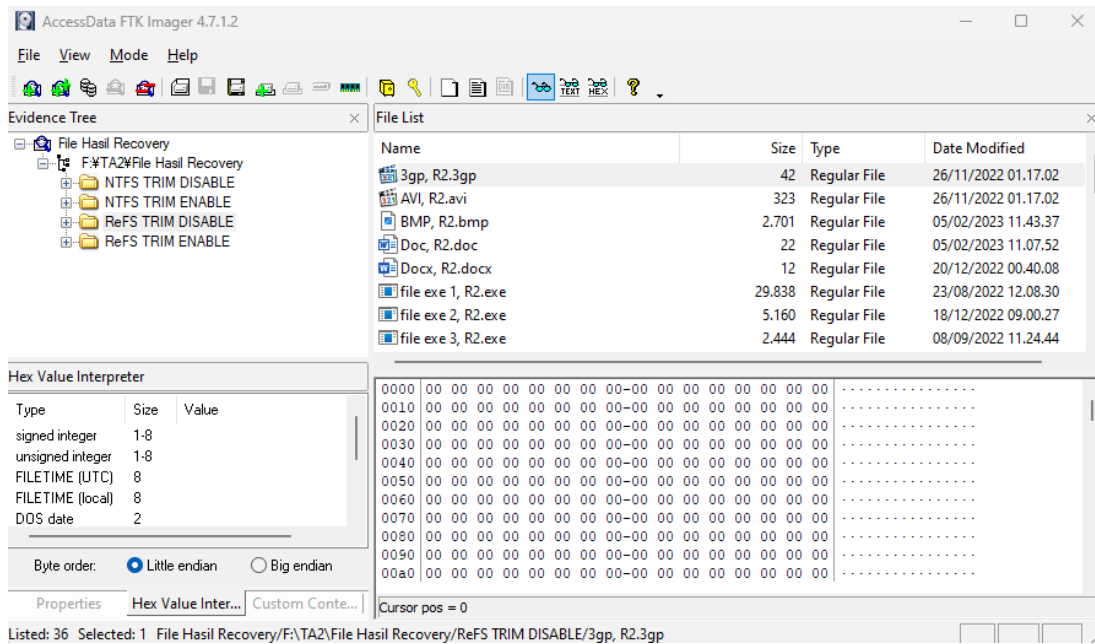 AccessData FTK Imager 4.7.1.2
File View Mode Help
Evidence Tree
File Hasil Recovery
F:¥TA2¥File Hasil Recovery
NTFS TRIM DISABLE
NTFS TRIM ENABLE
ReFS TRIM DISABLE
ReFS TRIM ENABLE
File List
Name Size Type Date Modified
3gp, R2.3gp 42 Regular File 26/11/2022 01.17.02
AVI, R2.avi 323 Regular File 26/11/2022 01.17.02
BMP, R2.bmp 2.701 Regular File 05/02/2023 11.43.37
Doc, R2.doc 22 Regular File 05/02/2023 11.07.52
Docx, R2.docx 12 Regular File 20/12/2022 00.40.08
file exe 1, R2.exe 29.838 Regular File 23/08/2022 12.08.30
file exe 2, R2.exe 5.160 Regular File 18/12/2022 09.00.27
file exe 3, R2.exe 2.444 Regular File 08/09/2022 11.24.44
Hex Value Interpreter
Type Size Value
signed integer 1-8
unsigned integer 1-8
FILETIME (UTC) 8
FILETIME (local) 8
DOS date 2
Byte order: Little endian Big endian
Properties Hex Value Inter... Custom Conte...
0000 00 00 00 00 00 00 00 00-00 00 00 00 00 00 00 00 ................
0010 00 00 00 00 00 00 00 00-00 00 00 00 00 00 00 00 ................
0020 00 00 00 00 00 00 00 00-00 00 00 00 00 00 00 00 ................
0030 00 00 00 00 00 00 00 00-00 00 00 00 00 00 00 00 ................
0040 00 00 00 00 00 00 00 00-00 00 00 00 00 00 00 00 ................
0050 00 00 00 00 00 00 00 00-00 00 00 00 00 00 00 00 ................
0060 00 00 00 00 00 00 00 00-00 00 00 00 00 00 00 00 ................
0070 00 00 00 00 00 00 00 00-00 00 00 00 00 00 00 00 ................
0080 00 00 00 00 00 00 00 00-00 00 00 00 00 00 00 00 ................
0090 00 00 00 00 00 00 00 00-00 00 00 00 00 00 00 00 ................
00a0 00 00 00 00 00 00 00 00-00 00 00 00 00 00 00 00 ................
Cursor pos = 0
Listed: 36 Selected: 1 File Hasil Recovery/F:\TA2\File Hasil Recovery/ReFS TRIM DISABLE/3gp, R2.3gp